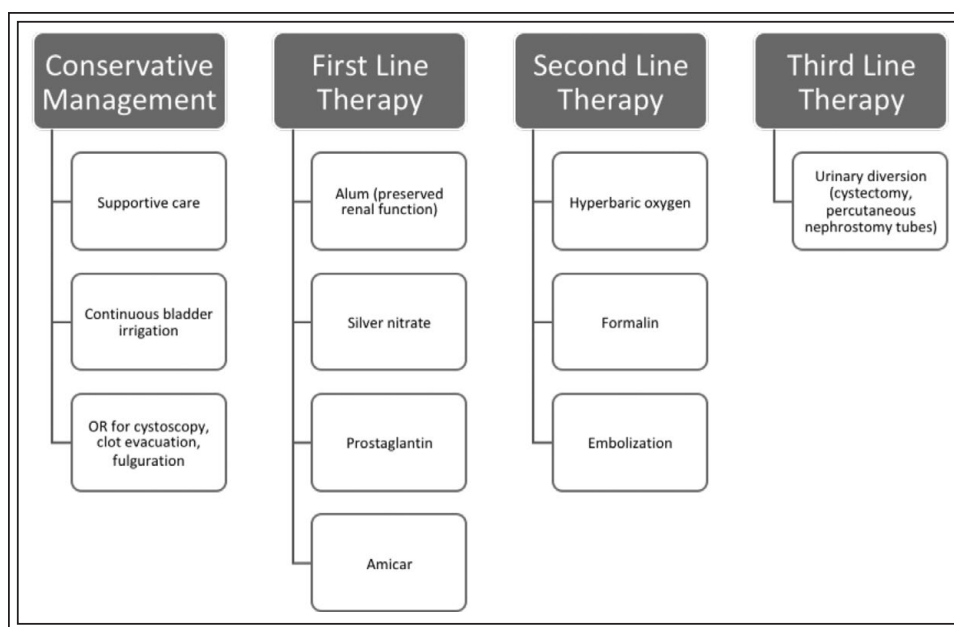 Conservative
Management
Supportive care
Continuous bladder
irrigation
OR for cystoscopy,
clot evacuation,
fulguration
First Line
Therapy
Alum (preserved
renal function)
Silver nitrate
Prostaglantin
Amicar
Second Line
Therapy
Hyperbaric oxygen
Formalin
Embolization
Third Line
Therapy
Urinary diversion
(cystectomy,
percutaneous
nephrostomy tubes)